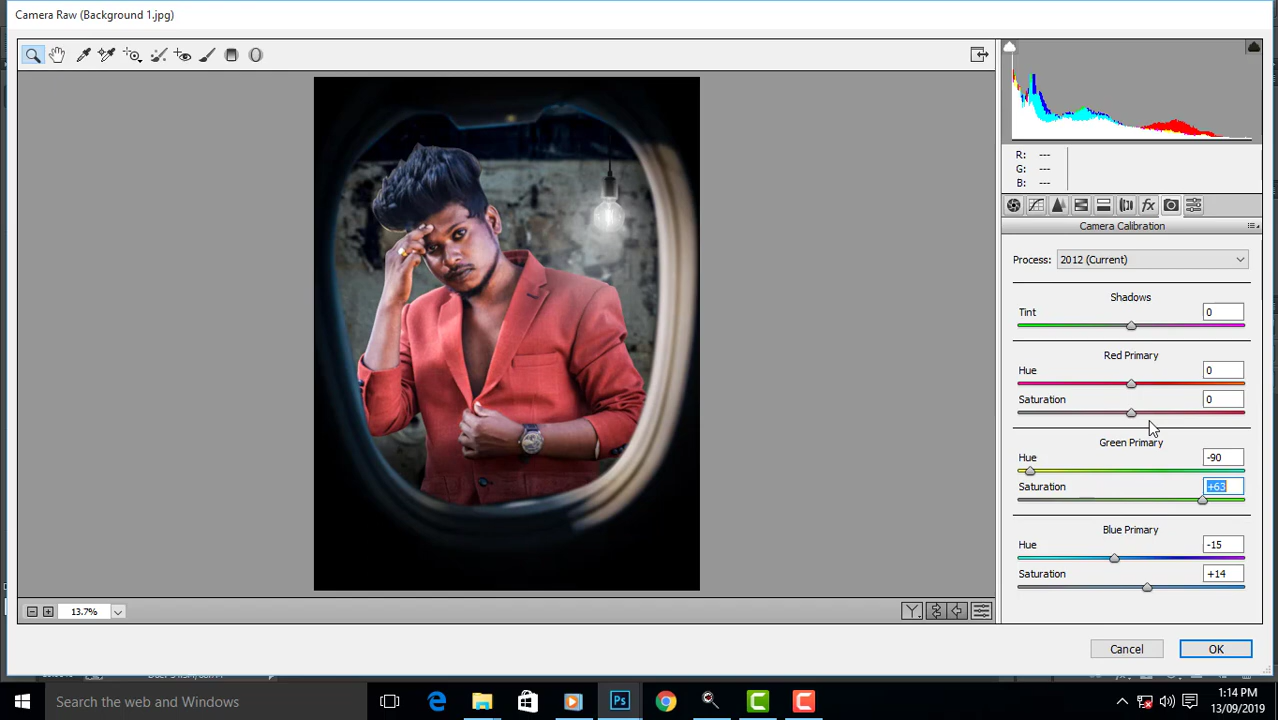 Camera Raw (Background 1.jpg)
R: ---
G: ---
B: ---
fx
Camera Calibration
Process: 2012 (Current)
Shadows
Tint 0
Red Primary
Hue 0
Saturation 0
Green Primary
Hue -90
Saturation +63
Blue Primary
Hue -15
Saturation +14
13.7%
Y
Cancel OK
Search the web and Windows
Ps
1:14 PM
13/09/2019